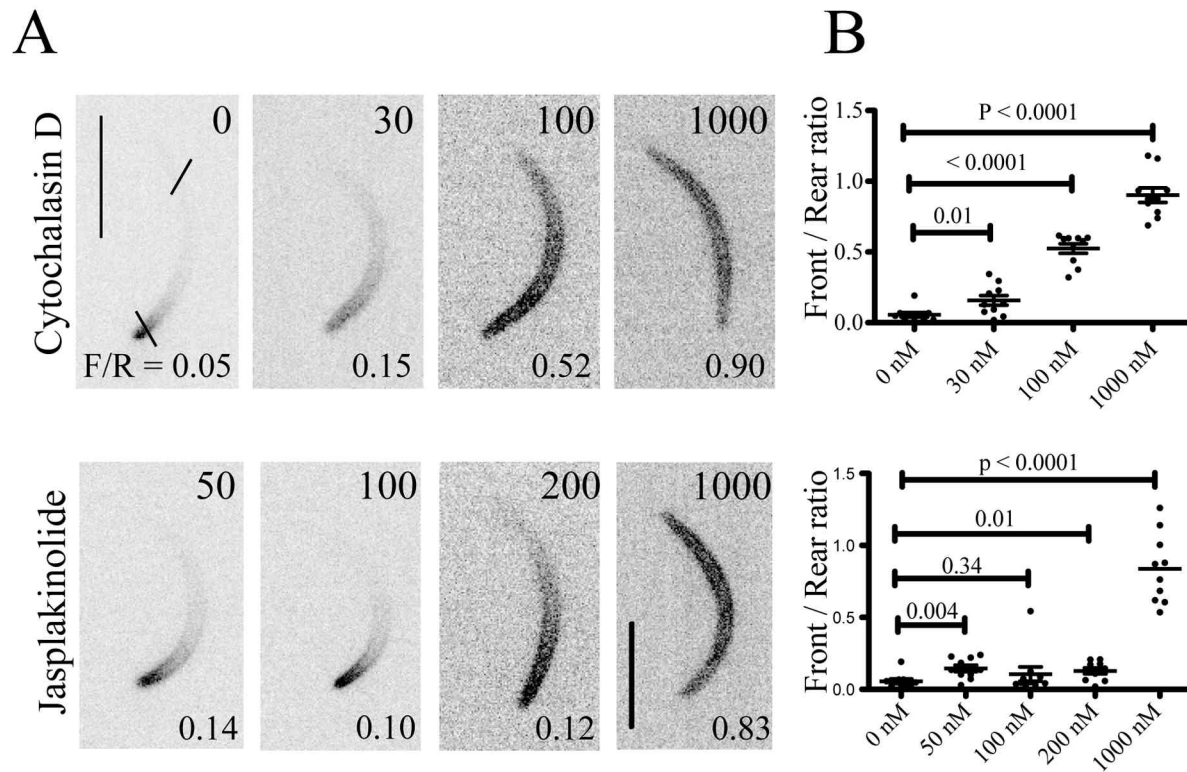 A
B
Cytochalasin D
0
30
100
1000
F/R = 0.05
0.15
0.52
0.90
Front / Rear ratio
1.5
1.0
0.5
0.0
P < 0.0001
< 0.0001
0.01
0 nM
30 nM
100 nM
1000 nM
Jasplakinolide
50
100
200
1000
0.14
0.10
0.12
0.83
Front / Rear ratio
1.5
1.0
0.5
0.0
p < 0.0001
0.01
0.34
0.004
0 nM
50 nM
100 nM
200 nM
1000 nM